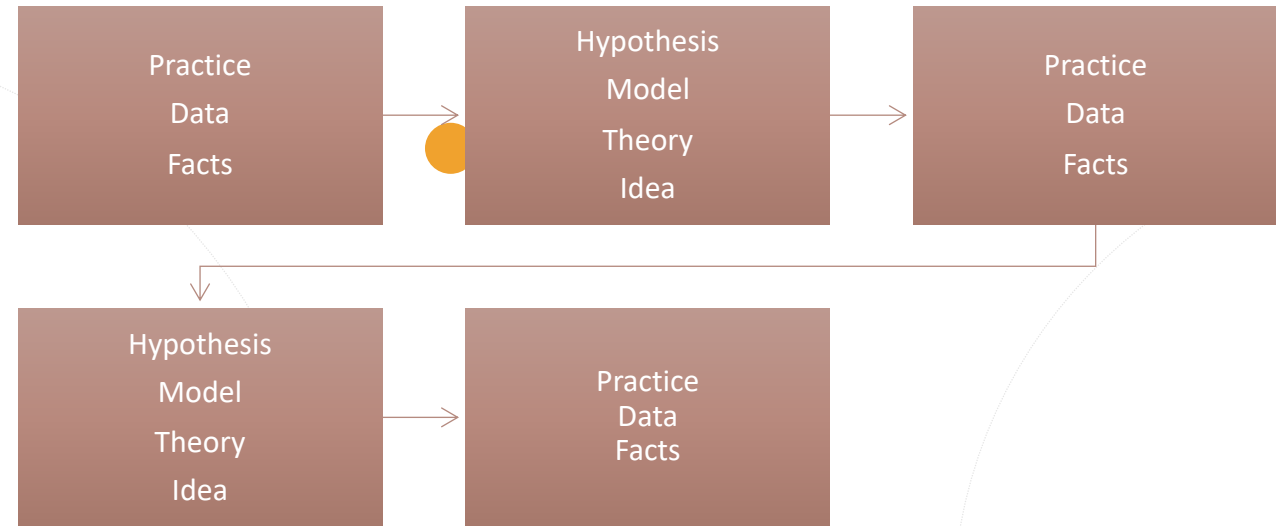 Practice
Data
Facts
Hypothesis
Model
Theory
Idea
Practice
Data
Facts
Hypothesis
Model
Theory
Idea
Practice
Data
Facts